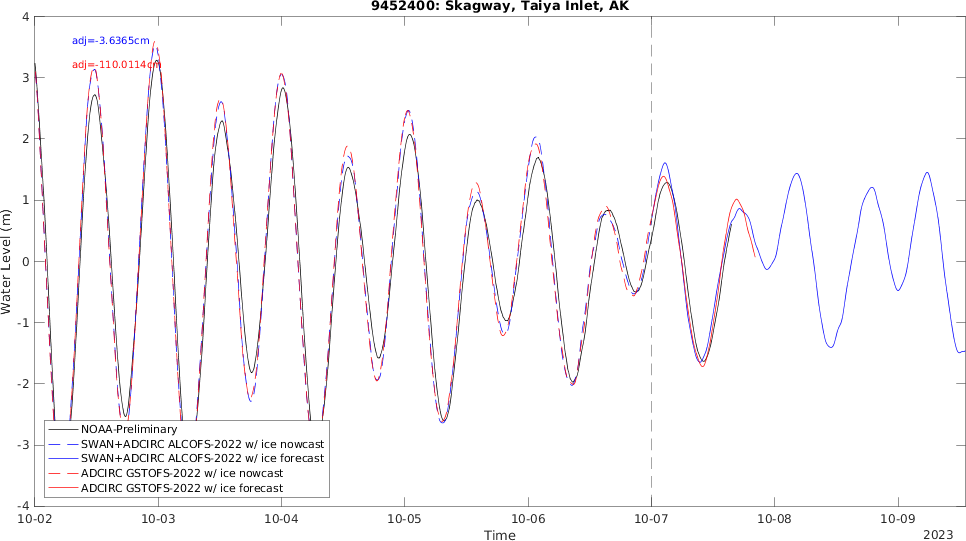 9452400: Skagway, Taiya Inlet, AK
adj=-3.6365cm
adj=-110.0114cm
Water Level (m)
4
3
2
1
0
-1
-2
-3
-4
NOAA-Preliminary
SWAN+ADCIRC ALCOFS-2022 w/ ice nowcast
SWAN+ADCIRC ALCOFS-2022 w/ ice forecast
ADCIRC GSTOFS-2022 w/ ice nowcast
ADCIRC GSTOFS-2022 w/ ice forecast
10-02 10-03 10-04 10-05 10-06 10-07 10-08 10-09
Time
2023